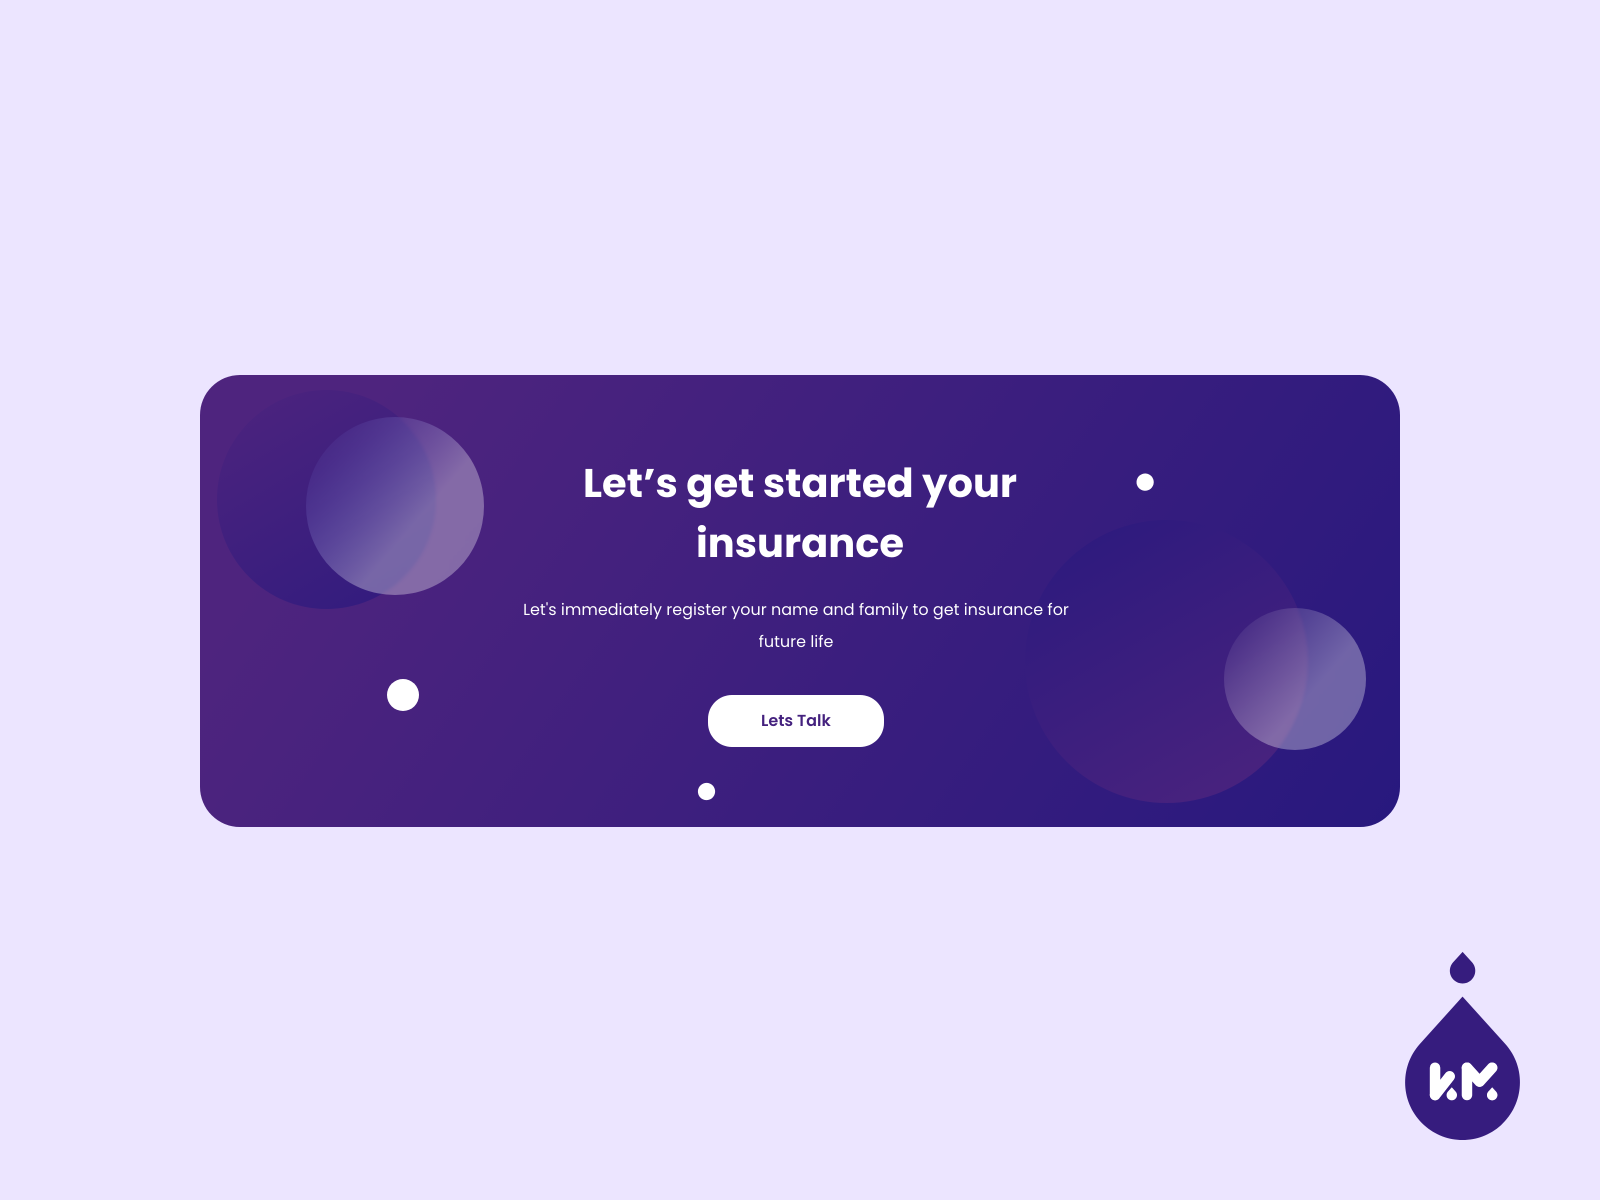 Let’s get started your
insurance
Let's immediately register your name and family to get insurance for
future life
Lets Talk
K.M.